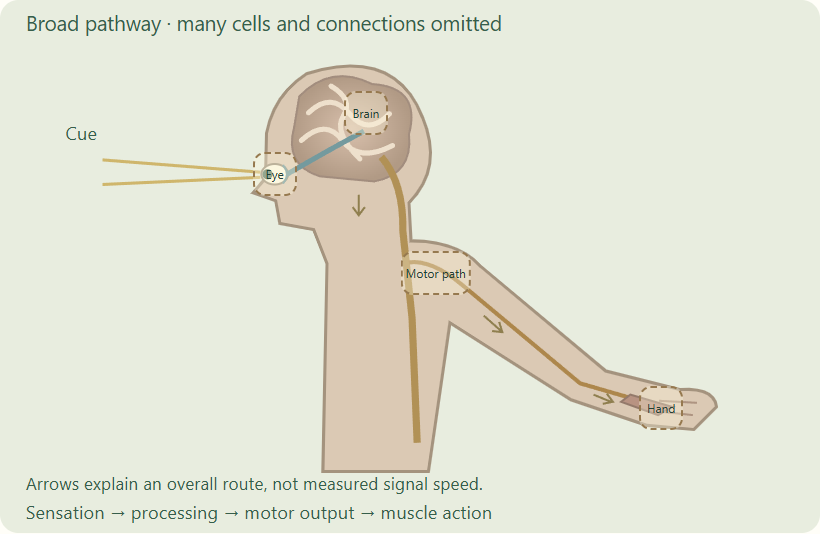 Broad pathway · many cells and connections omitted
Brain
Cue
Eye
Motor path
Hand
Arrows explain an overall route, not measured signal speed.
Sensation → processing → motor output → muscle action